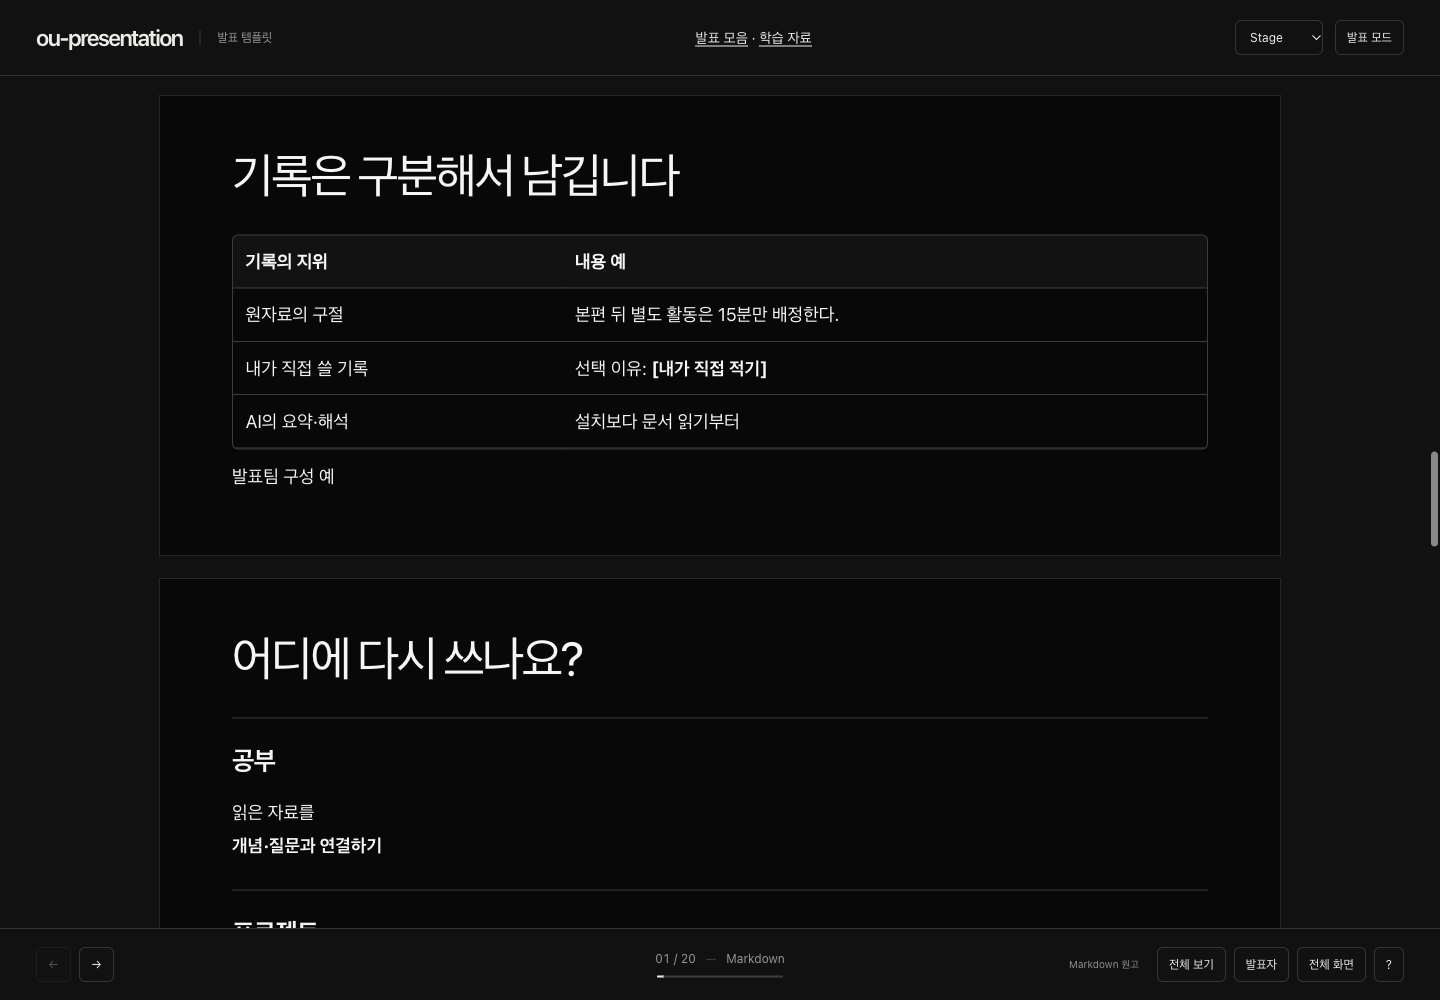 ou-presentation
발표 템플릿
발표 모음 · 학습 자료
Stage
발표 모드
기록은 구분해서 남깁니다
기록의 지위 내용 예
원자료의 구절 본편 뒤 별도 활동은 15분만 배정한다.
내가 직접 쓸 기록 선택 이유: [내가 직접 적기]
AI의 요약·해석 설치보다 문서 읽기부터
발표팀 구성 예
어디에 다시 쓰나요?
공부
읽은 자료를
개념·질문과 연결하기
프로젝트
← →
01 / 20 — Markdown
Markdown 원고
전체 보기
발표자
전체 화면
?